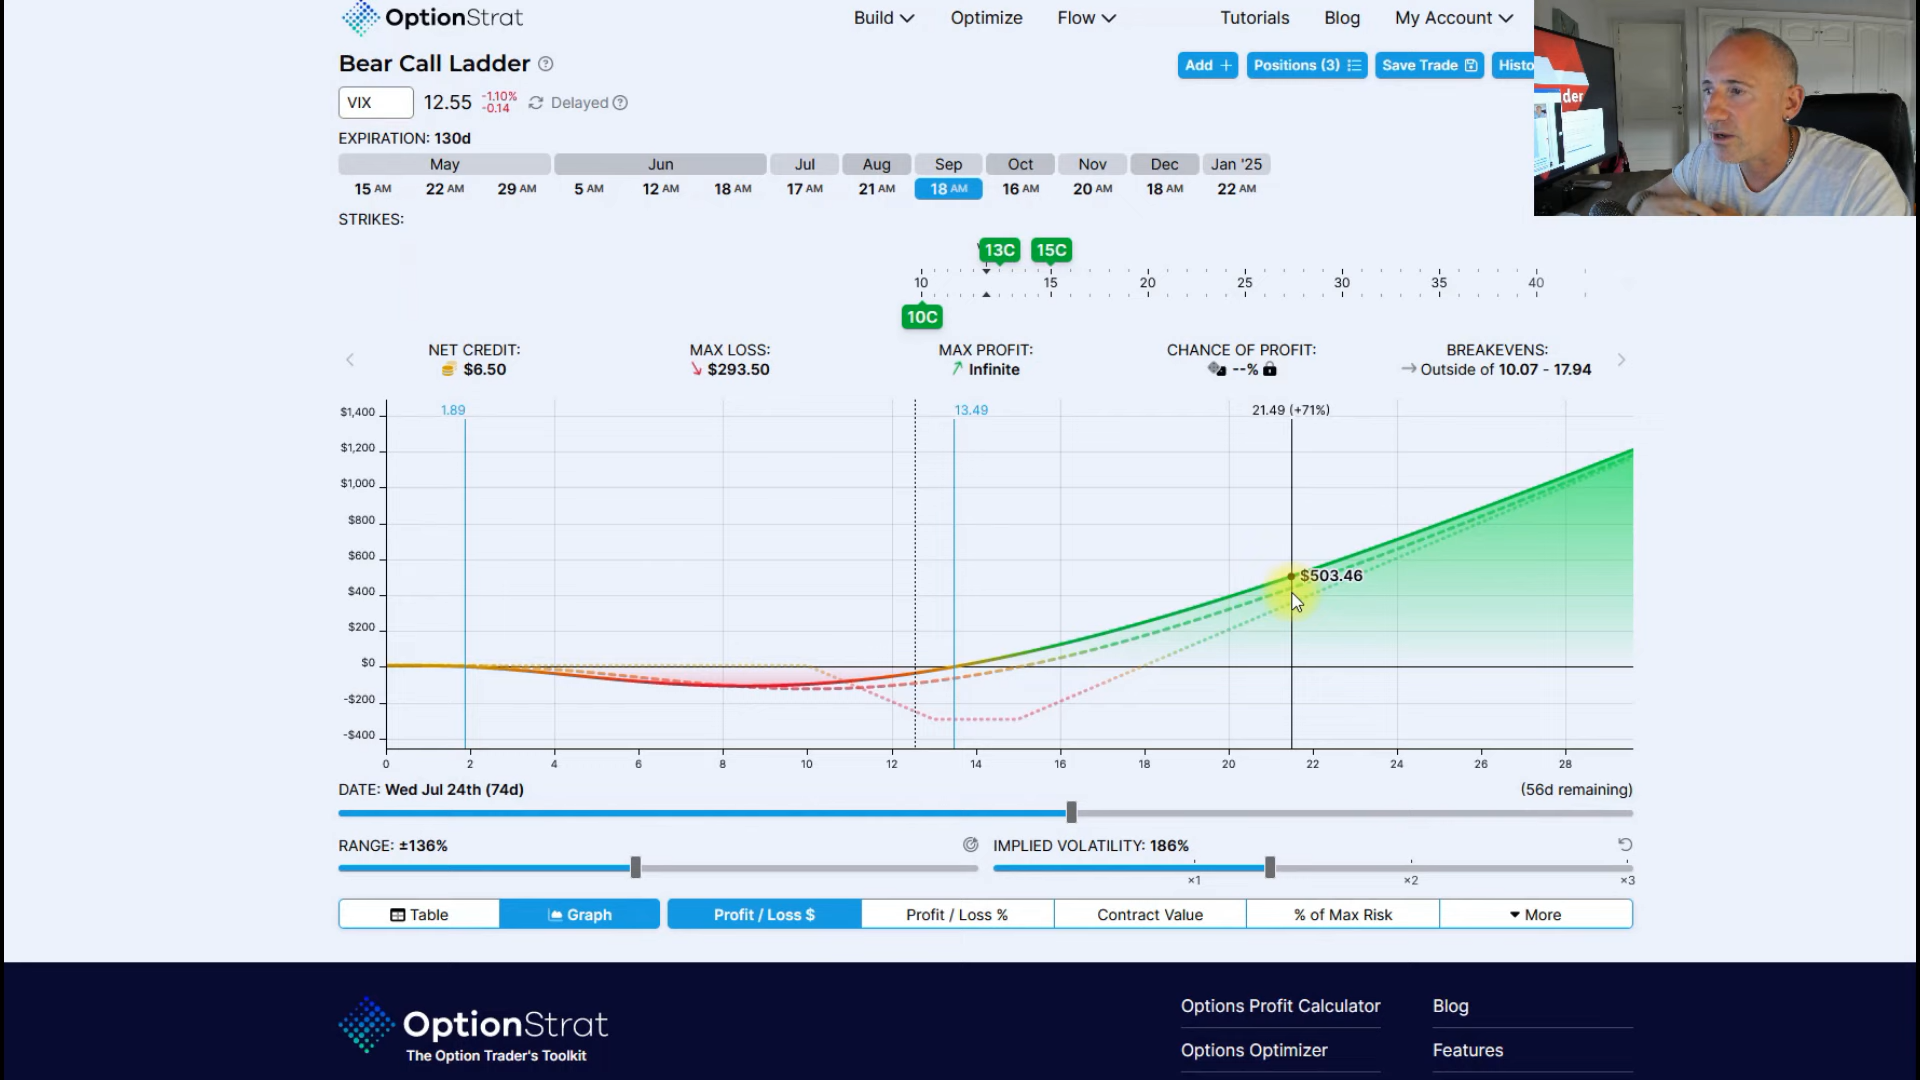 OptionStrat
Build
Optimize
Flow
Tutorials
Blog
My Account
Bear Call Ladder
Add +
Positions (3)
Save Trade
Histo
der
VIX
12.55
-1.10%
-0.14
Delayed
EXPIRATION: 130d
May
Jun
Jul
Aug
Sep
Oct
Nov
Dec
Jan '25
15 AM
22 AM
29 AM
5 AM
12 AM
18 AM
17 AM
21 AM
18 AM
16 AM
20 AM
18 AM
22 AM
STRIKES:
13C
15C
10
15
20
25
30
35
40
10C
NET CREDIT:
$6.50
MAX LOSS:
$293.50
MAX PROFIT:
Infinite
CHANCE OF PROFIT:
--%
BREAKEVENS:
Outside of 10.07 - 17.94
1.89
13.49
21.49 (+71%)
$1,400
$1,200
$1,000
$800
$600
$400
$200
$0
-$200
-$400
$503.46
0
2
4
6
8
10
12
14
16
18
20
22
24
26
28
DATE: Wed Jul 24th (74d)
(56d remaining)
RANGE: ±136%
IMPLIED VOLATILITY: 186%
×1
×2
×3
Table
Graph
Profit / Loss $
Profit / Loss %
Contract Value
% of Max Risk
More
OptionStrat
The Option Trader's Toolkit
Options Profit Calculator
Blog
Options Optimizer
Features